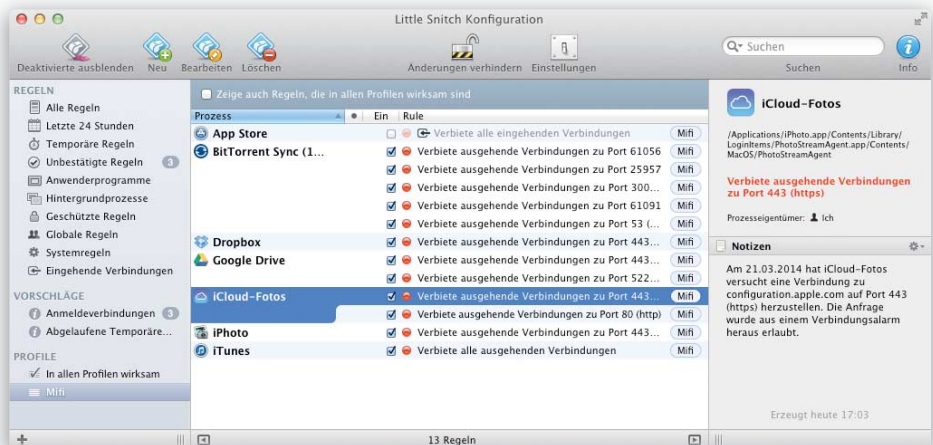 Little Snitch Konfiguration
Deaktivierte ausblenden
Neu
Bearbeiten
Löschen
Änderungen verhindern
Einstellungen
Suchen
Suchen
Info
REGELN
Alle Regeln
Letzte 24 Stunden
Temporäre Regeln
Unbestätigte Regeln 3
Anwenderprogramme
Hintergrundprozesse
Geschützte Regeln
Globale Regeln
Systemregeln
Eingehende Verbindungen
VORSCHLÄGE
Anmeldeverbindungen 3
Abgelaufene Temporäre...
PROFILE
In allen Profilen wirksam
Mifi
Zeige auch Regeln, die in allen Profilen wirksam sind
Prozess Ein Rule
App Store Verbiete alle eingehenden Verbindungen Mifi
BitTorrent Sync (1... Verbiete ausgehende Verbindungen zu Port 61056 Mifi
Verbiete ausgehende Verbindungen zu Port 25957 Mifi
Verbiete ausgehende Verbindungen zu Port 300... Mifi
Verbiete ausgehende Verbindungen zu Port 61091 Mifi
Verbiete ausgehende Verbindungen zu Port 53 (... Mifi
Dropbox Verbiete ausgehende Verbindungen zu Port 443... Mifi
Google Drive Verbiete ausgehende Verbindungen zu Port 443... Mifi
Verbiete ausgehende Verbindungen zu Port 522... Mifi
iCloud-Fotos Verbiete ausgehende Verbindungen zu Port 443... Mifi
Verbiete ausgehende Verbindungen zu Port 80 (http) Mifi
iPhoto Verbiete ausgehende Verbindungen zu Port 443... Mifi
iTunes Verbiete alle ausgehenden Verbindungen Mifi
13 Regeln
iCloud-Fotos
/Applications/iPhoto.app/Contents/Library/
LoginItems/PhotoStreamAgent.app/Contents/
MacOS/PhotoStreamAgent
Verbiete ausgehende Verbindungen
zu Port 443 (https)
Prozesseigentümer: Ich
Notizen
Am 21.03.2014 hat iCloud-Fotos
versucht eine Verbindung zu
configuration.apple.com auf Port 443
(https) herzustellen. Die Anfrage
wurde aus einem Verbindungsalarm
heraus erlaubt.
Erzeugt heute 17:03